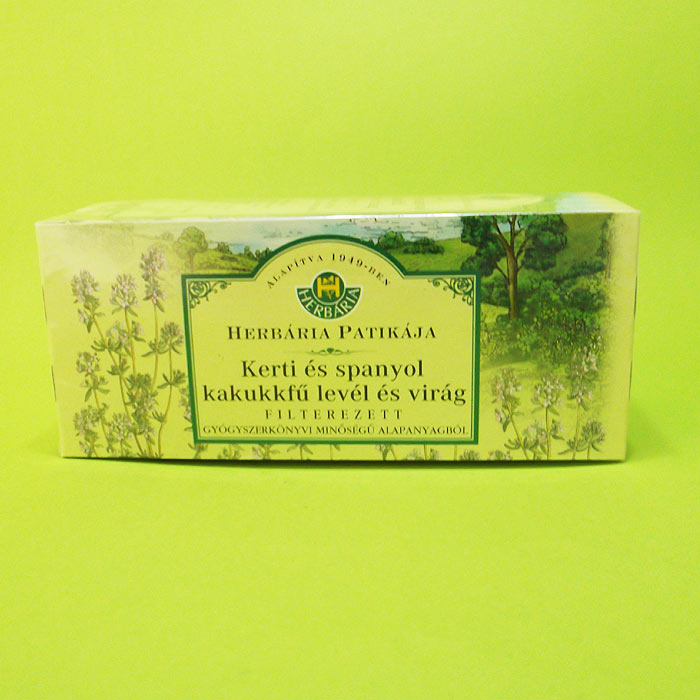 ALAPÍTVA 1949-BEN
HERBÁRIA
HERBÁRIA PATIKÁJA
Kerti és spanyol
kakukkfű levél és virág
FILTEREZETT
GYÓGYSZERKÖNYVI MINŐSÉGŰ ALAPANYAGBÓL